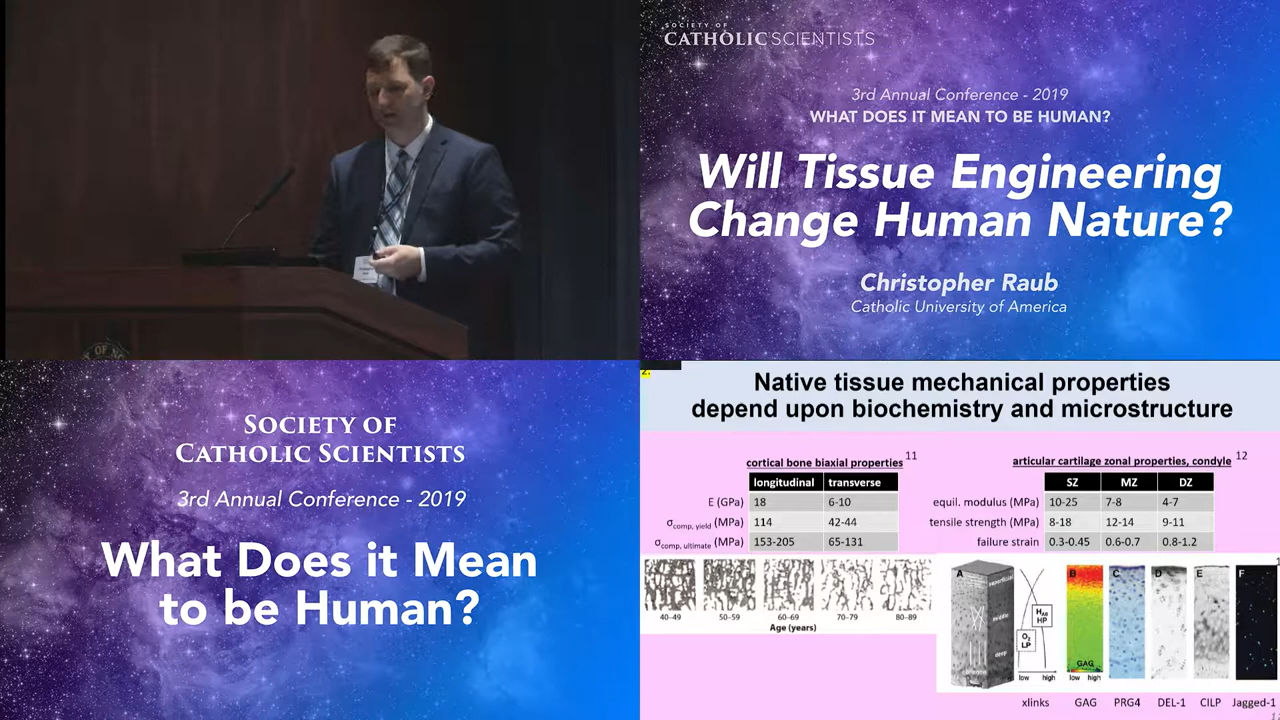 SOCIETY OF
CATHOLIC SCIENTISTS
3rd Annual Conference - 2019
WHAT DOES IT MEAN TO BE HUMAN?
Will Tissue Engineering
Change Human Nature?
Christopher Raub
Catholic University of America
SOCIETY OF
CATHOLIC SCIENTISTS
3rd Annual Conference - 2019
What Does it Mean
to be Human?
2.
Native tissue mechanical properties
depend upon biochemistry and microstructure
cortical bone biaxial properties 11
longitudinal transverse
E (GPa) 18 6-10
σcomp, yield (MPa) 114 42-44
σcomp, ultimate (MPa) 153-205 65-131
articular cartilage zonal properties, condyle 12
SZ MZ DZ
equil. modulus (MPa) 10-25 7-8 4-7
tensile strength (MPa) 8-18 12-14 9-11
failure strain 0.3-0.45 0.6-0.7 0.8-1.2
40–49 50–59 60–69 70–79 80–89
Age (years)
A B C D E F
superficial
middle
deep
HA0
HP
O2
LP
GAG
low high low high
xlinks GAG PRG4 DEL-1 CILP Jagged-1